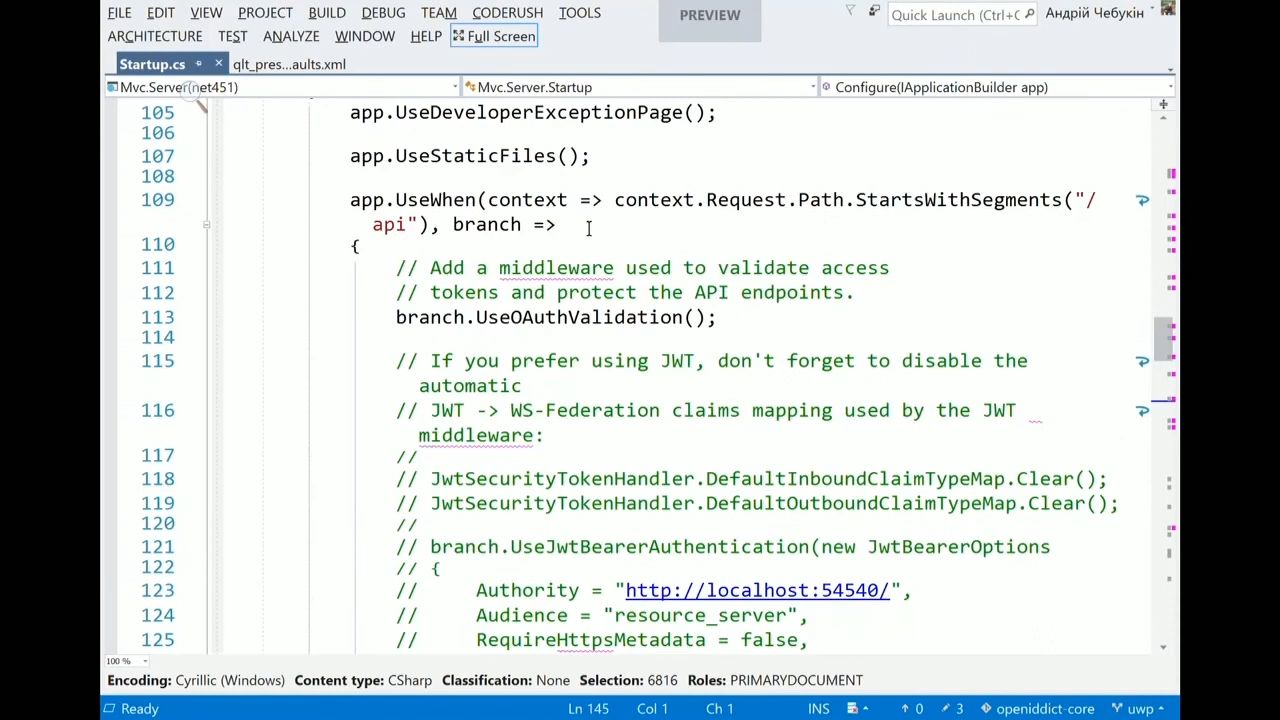 FILE EDIT VIEW PROJECT BUILD DEBUG TEAM CODERUSH TOOLS PREVIEW Quick Launch (Ctrl+Q Андрій Чебукін
ARCHITECTURE TEST ANALYZE WINDOW HELP Full Screen
Startup.cs qlt_pres...aults.xml
Mvc.Server(net451) Mvc.Server.Startup Configure(IApplicationBuilder app)
105 app.UseDeveloperExceptionPage();
106
107 app.UseStaticFiles();
108
109 app.UseWhen(context => context.Request.Path.StartsWithSegments("/
api"), branch =>
110 {
111 // Add a middleware used to validate access
112 // tokens and protect the API endpoints.
113 branch.UseOAuthValidation();
114
115 // If you prefer using JWT, don't forget to disable the
automatic
116 // JWT -> WS-Federation claims mapping used by the JWT
middleware:
117 //
118 // JwtSecurityTokenHandler.DefaultInboundClaimTypeMap.Clear();
119 // JwtSecurityTokenHandler.DefaultOutboundClaimTypeMap.Clear();
120 //
121 // branch.UseJwtBearerAuthentication(new JwtBearerOptions
122 // {
123 // Authority = "http://localhost:54540/",
124 // Audience = "resource_server",
125 // RequireHttpsMetadata = false,
100 %
Encoding: Cyrillic (Windows) Content type: CSharp Classification: None Selection: 6816 Roles: PRIMARYDOCUMENT
Ready Ln 145 Col 1 Ch 1 INS 0 3 openiddict-core uwp